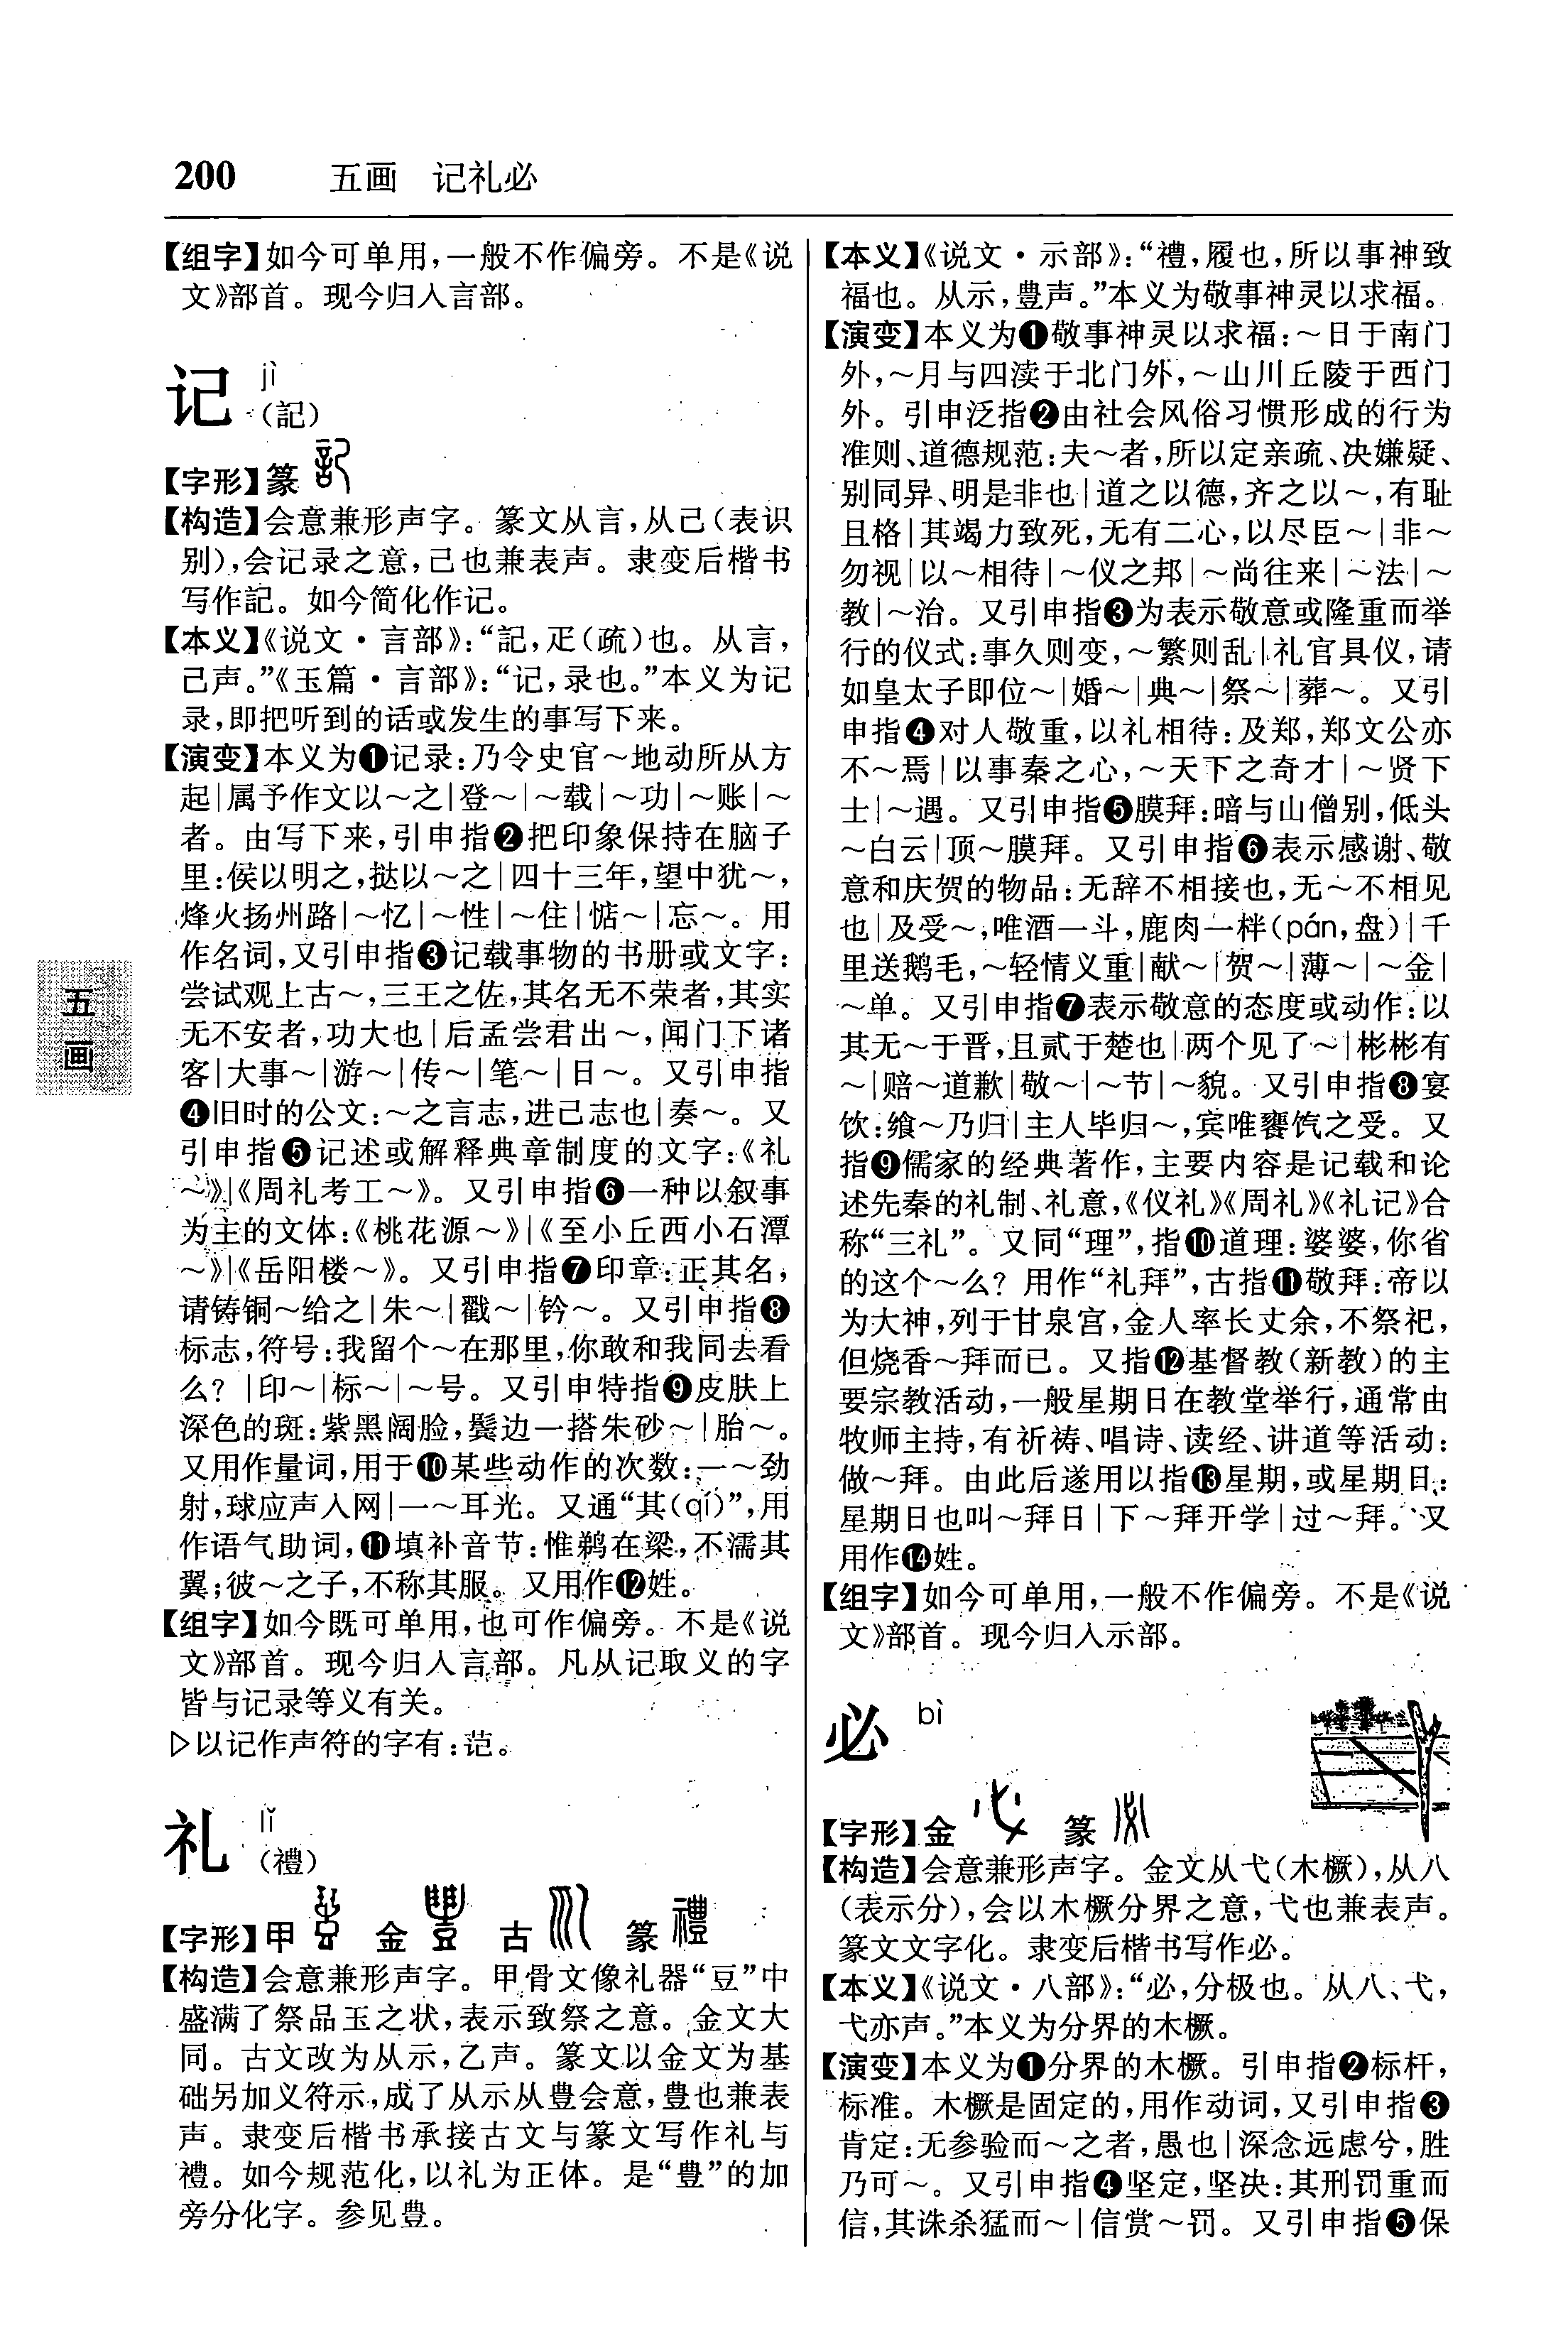 200 五画 记礼必
【组字】如今可单用,一般不作偏旁。不是《说
文》部首。现今归入言部。
记 jì
(記)
【字形】篆
【构造】会意兼形声字。篆文从言,从己(表识
别),会记录之意,己也兼表声。隶变后楷书
写作記。如今简化作记。
【本义】《说文·言部》:“記,疋(疏)也。从言,
己声。”《玉篇·言部》:“记,录也。”本义为记
录,即把听到的话或发生的事写下来。
【演变】本义为❶记录:乃令史官~地动所从方
起|属予作文以~之|登~|~载|~功|~账|~
者。由写下来,引申指❷把印象保持在脑子
里:侯以明之,挞以~之|四十三年,望中犹~,
烽火扬州路|~忆|~性|~住|惦~|忘~。用
作名词,又引申指❸记载事物的书册或文字:
尝试观上古~,三王之佐,其名无不荣者,其实
无不安者,功大也|后孟尝君出~,闻门下诸
客|大事~|游~|传~|笔~|日~。又引申指
❹旧时的公文:~之言志,进己志也|奏~。又
引申指❺记述或解释典章制度的文字:《礼
~》|《周礼考工~》。又引申指❻一种以叙事
为主的文体:《桃花源~》|《至小丘西小石潭
~》|《岳阳楼~》。又引申指❼印章:正其名,
请铸铜~给之|朱~|戳~|钤~。又引申指❽
标志,符号:我留个~在那里,你敢和我同去看
么?|印~|标~|~号。又引申特指❾皮肤上
深色的斑:紫黑阔脸,鬓边一搭朱砂~|胎~。
又用作量词,用于❿某些动作的次数:一~劲
射,球应声入网|一~耳光。又通“其(qí)”,用
作语气助词,⓫填补音节:惟鹈在梁,不濡其
翼;彼~之子,不称其服。又用作⓬姓。
【组字】如今既可单用,也可作偏旁。不是《说
文》部首。现今归入言部。凡从记取义的字
皆与记录等义有关。
▷以记作声符的字有:
礼 lǐ
(禮)
【字形】甲 金 古 篆
【构造】会意兼形声字。甲骨文像礼器“豆”中
盛满了祭品玉之状,表示致祭之意。金文大
同。古文改为从示,乙声。篆文以金文为基
础另加义符示,成了从示从豊会意,豊也兼表
声。隶变后楷书承接古文与篆文写作礼与
禮。如今规范化,以礼为正体。是“豊”的加
旁分化字。参见豊。
【本义】《说文·示部》:“禮,履也,所以事神致
福也。从示,豊声。”本义为敬事神灵以求福。
【演变】本义为❶敬事神灵以求福:~日于南门
外,~月与四渎于北门外,~山川丘陵于西门
外。引申泛指❷由社会风俗习惯形成的行为
准则、道德规范:夫~者,所以定亲疏、决嫌疑、
别同异、明是非也|道之以德,齐之以~,有耻
且格|其竭力致死,无有二心,以尽臣~|非~
勿视|以~相待|~仪之邦|~尚往来|~法|~
教|~治。又引申指❸为表示敬意或隆重而举
行的仪式:事久则变,~繁则乱|礼官具仪,请
如皇太子即位~|婚~|典~|祭~|葬~。又引
申指❹对人敬重,以礼相待:及郑,郑文公亦
不~焉|以事秦之心,~天下之奇才|~贤下
士|~遇。又引申指❺膜拜:暗与山僧别,低头
~白云|顶~膜拜。又引申指❻表示感谢、敬
意和庆贺的物品:无辞不相接也,无~不相见
也|及受~,唯酒一斗,鹿肉一柈(pán,盘)|千
里送鹅毛,~轻情义重|献~|贺~|薄~|~金|
~单。又引申指❼表示敬意的态度或动作:以
其无~于晋,且贰于楚也|两个见了~|彬彬有
~|赔~道歉|敬~|~节|~貌。又引申指❽宴
饮:飨~乃归|主人毕归~,宾唯饔饩之受。又
指❾儒家的经典著作,主要内容是记载和论
述先秦的礼制、礼意,《仪礼》《周礼》《礼记》合
称“三礼”。又同“理”,指❿道理:婆婆,你省
的这个~么?用作“礼拜”,古指⓫敬拜:帝以
为大神,列于甘泉宫,金人率长丈余,不祭祀,
但烧香~拜而已。又指⓬基督教(新教)的主
要宗教活动,一般星期日在教堂举行,通常由
牧师主持,有祈祷、唱诗、读经、讲道等活动:
做~拜。由此后遂用以指⓭星期,或星期日:
星期日也叫~拜日|下~拜开学|过~拜。又
用作⓮姓。
【组字】如今可单用,一般不作偏旁。不是《说
文》部首。现今归入示部。
必 bì
【字形】金 篆
【构造】会意兼形声字。金文从弋(木橛),从八
(表示分),会以木橛分界之意,弋也兼表声。
篆文文字化。隶变后楷书写作必。
【本义】《说文·八部》:“必,分极也。从八、弋,
弋亦声。”本义为分界的木橛。
【演变】本义为❶分界的木橛。引申指❷标杆,
标准。木橛是固定的,用作动词,又引申指❸
肯定:无参验而~之者,愚也|深念远虑兮,胜
乃可~。又引申指❹坚定,坚决:其刑罚重而
信,其诛杀猛而~|信赏~罚。又引申指❺保
五
画